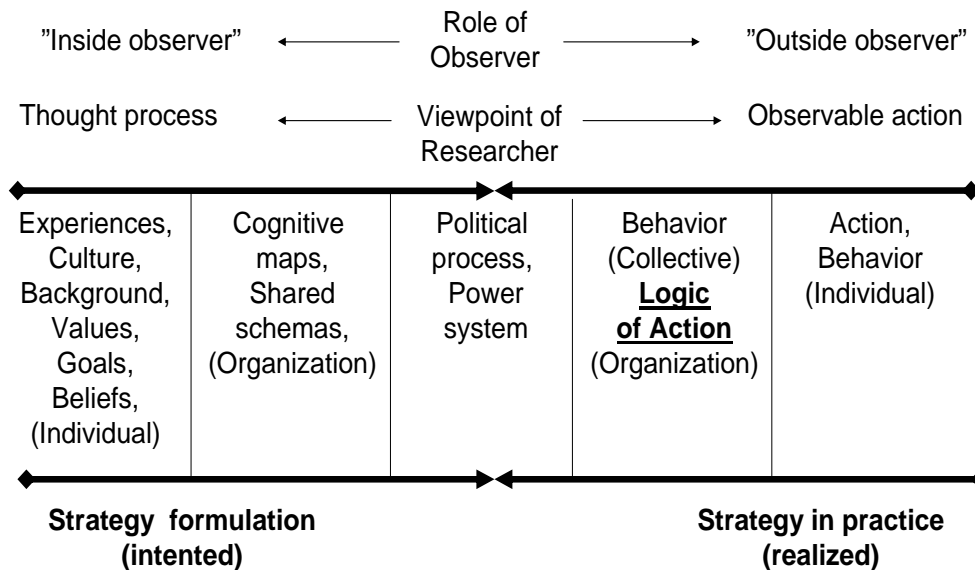 "Inside observer"
Role of
Observer
"Outside observer"
Thought process
Viewpoint of
Researcher
Observable action
Experiences,
Culture,
Background,
Values,
Goals,
Beliefs,
(Individual)
Cognitive
maps,
Shared
schemas,
(Organization)
Political
process,
Power
system
Behavior
(Collective)
Logic
of Action
(Organization)
Action,
Behavior
(Individual)
Strategy formulation
(intented)
Strategy in practice
(realized)